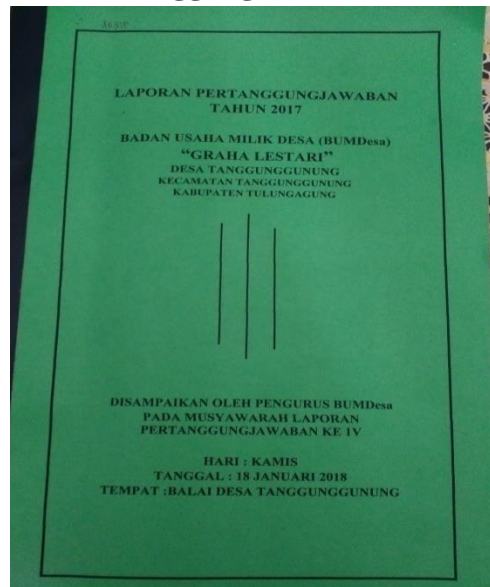 LAPORAN PERTANGGUNGJAWABAN
TAHUN 2017
BADAN USAHA MILIK DESA (BUMDesa)
“GRAHA LESTARI”
DESA TANGGUNGGUNUNG
KECAMATAN TANGGUNGGUNUNG
KABUPATEN TULUNGAGUNG
DISAMPAIKAN OLEH PENGURUS BUMDesa
PADA MUSYAWARAH LAPORAN
PERTANGGUNGJAWABAN KE 1V
HARI : KAMIS
TANGGAL : 18 JANUARI 2018
TEMPAT :BALAI DESA TANGGUNGGUNUNG